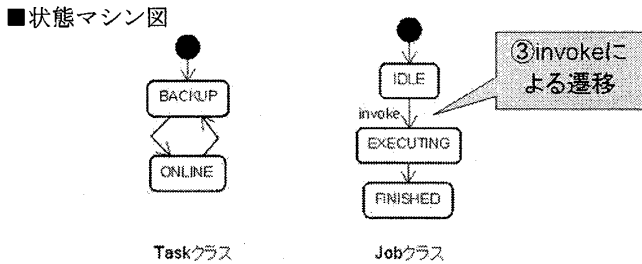 ■状態マシン図
BACKUP
ONLINE
Taskクラス
IDLE
invoke
EXECUTING
FINISHED
Jobクラス
③invokeに
よる遷移